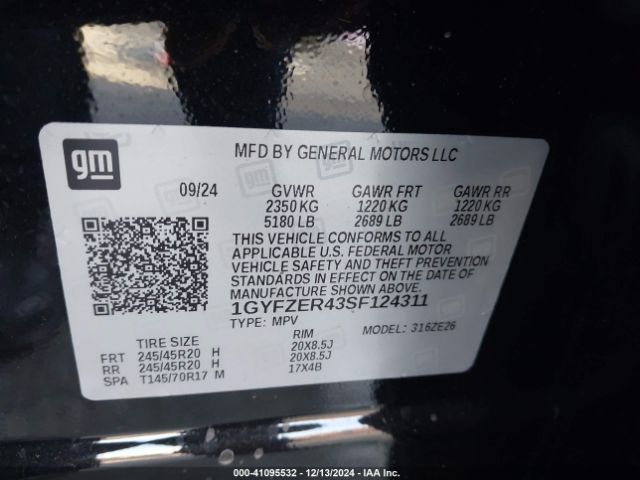 gm
MFD BY GENERAL MOTORS LLC
09/24 GVWR GAWR FRT GAWR RR
2350 KG 1220 KG 1220 KG
5180 LB 2689 LB 2689 LB
THIS VEHICLE CONFORMS TO ALL
APPLICABLE U.S. FEDERAL MOTOR
VEHICLE SAFETY AND THEFT PREVENTION
STANDARDS IN EFFECT ON THE DATE OF
MANUFACTURE SHOWN ABOVE.
1GYFZER43SF124311
TYPE: MPV MODEL: 316ZE26
TIRE SIZE RIM
FRT 245/45R20 H 20X8.5J
RR 245/45R20 H 20X8.5J
SPA T145/70R17 M 17X4B
000-41095532 - 12/13/2024 - IAA Inc.